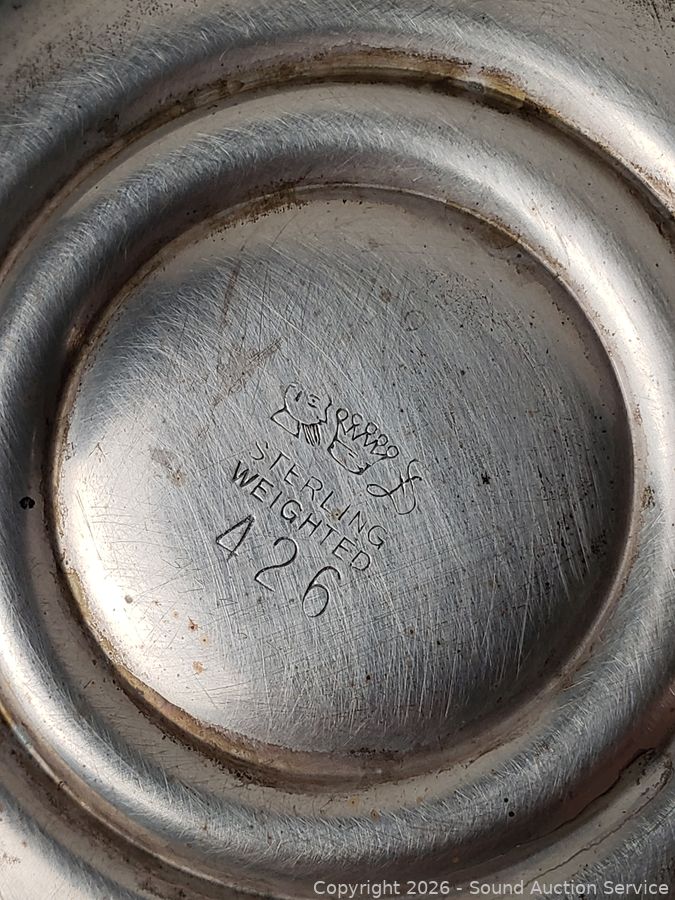 STERLING
WEIGHTED
426
Copyright 2026 - Sound Auction Service